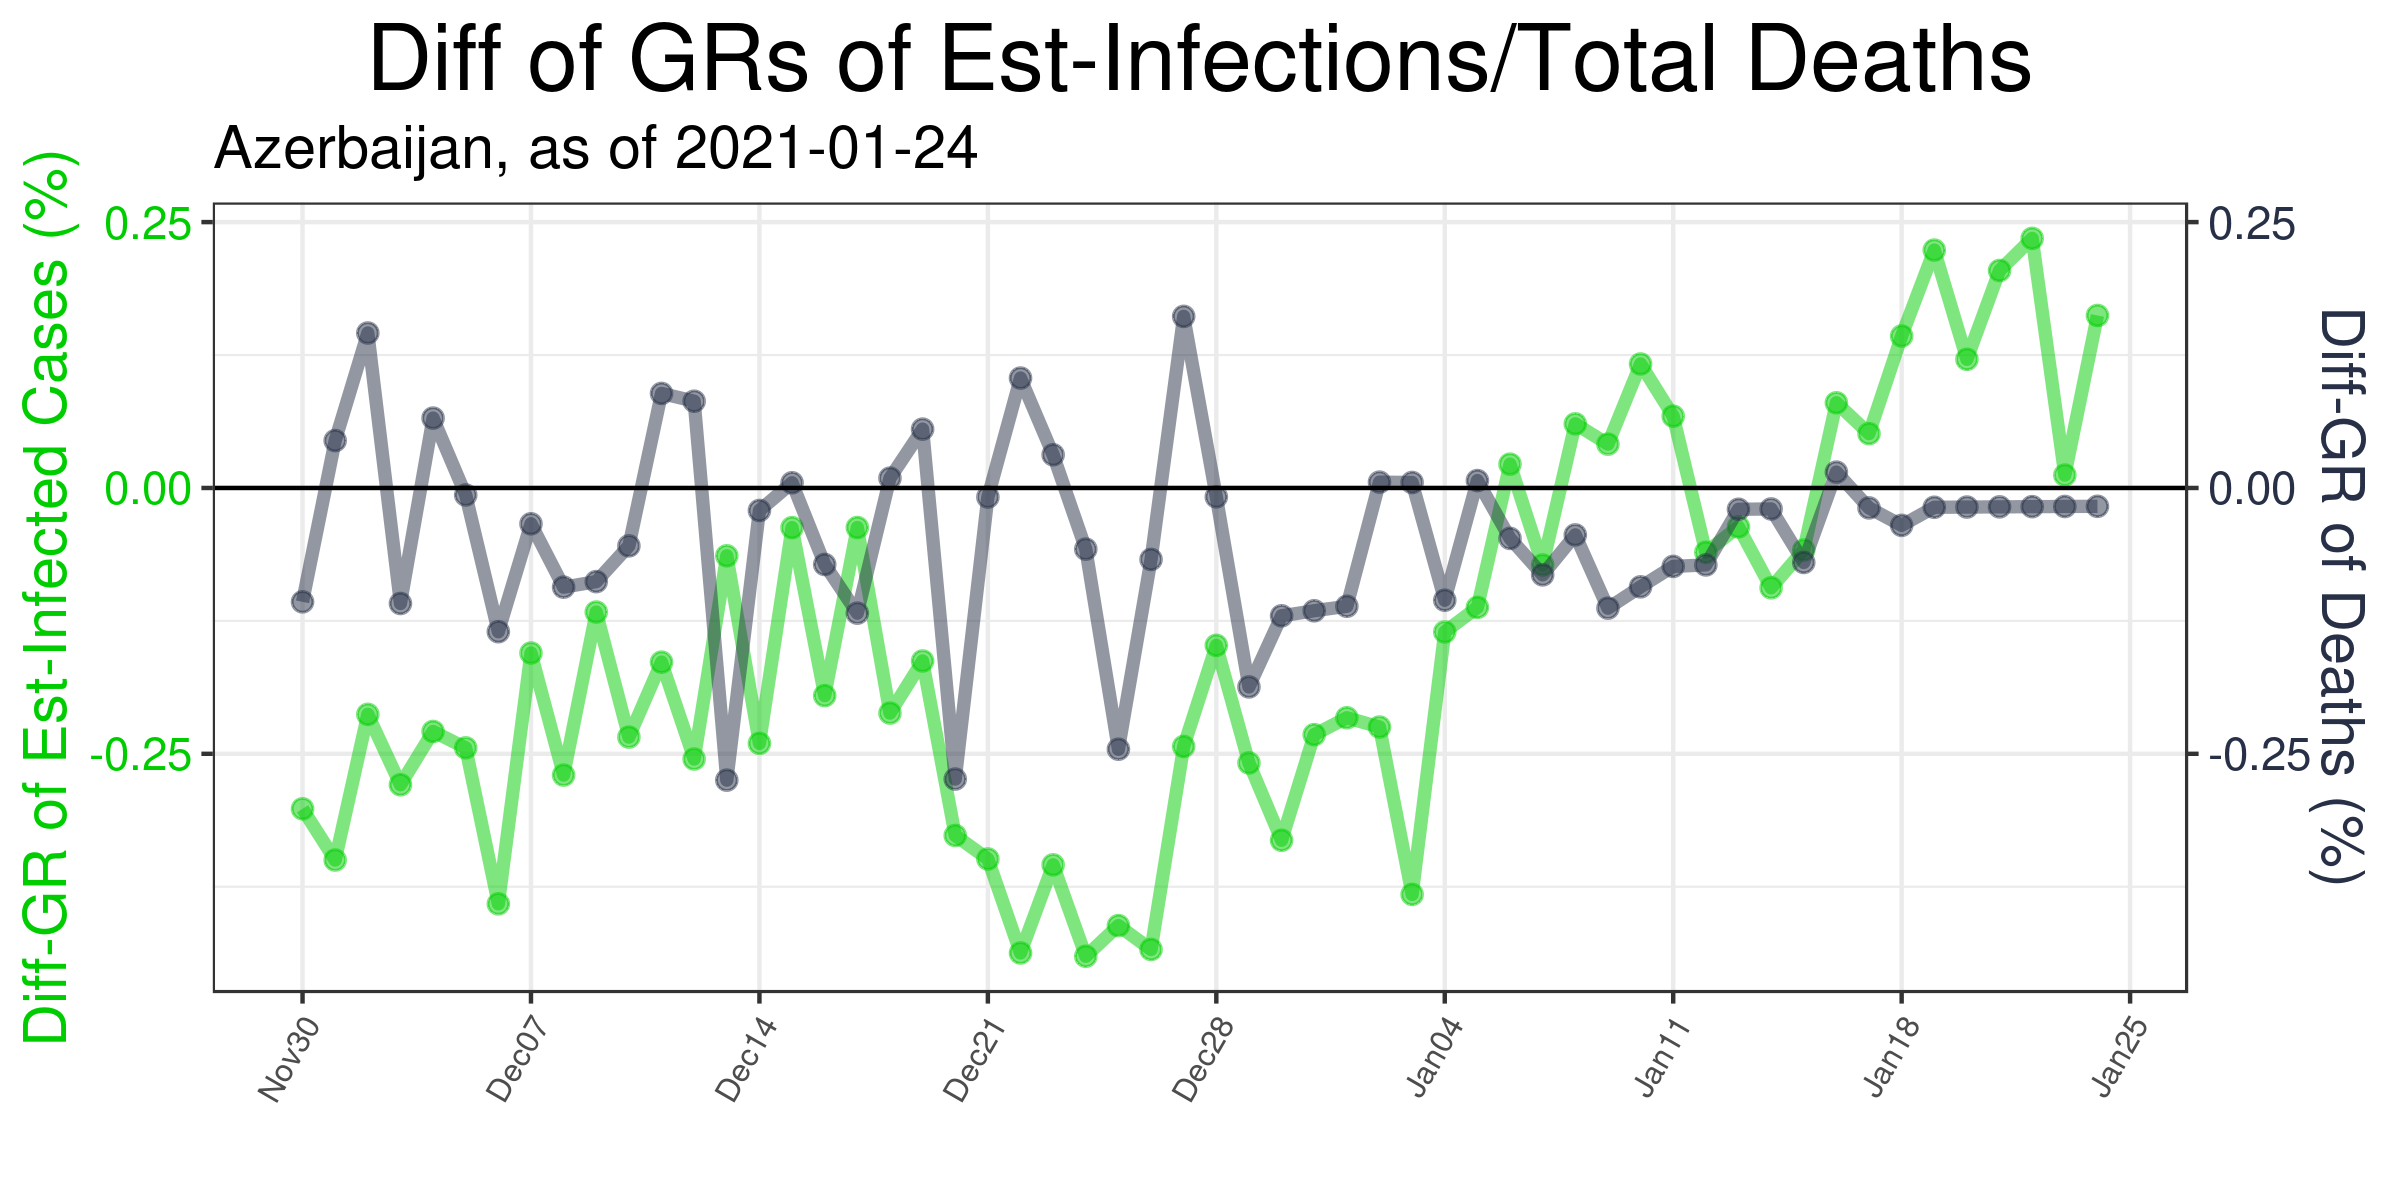 Diff of GRs of Est-Infections/Total Deaths
Azerbaijan, as of 2021-01-24
Diff-GR of Est-Infected Cases (%)
0.25
0.00
-0.25
0.25
0.00
-0.25
Diff-GR of Deaths (%)
Nov30
Dec07
Dec14
Dec21
Dec28
Jan04
Jan11
Jan18
Jan25